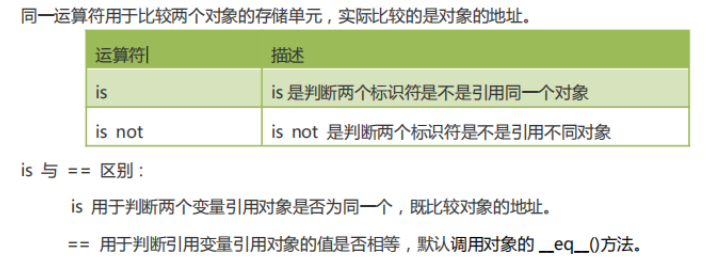 同一运算符用于比较两个对象的存储单元，实际比较的是对象的地址。
运算符 描述
is is 是判断两个标识符是不是引用同一个对象
is not is not 是判断两个标识符是不是引用不同对象
is 与 == 区别：
is 用于判断两个变量引用对象是否为同一个，既比较对象的地址。
== 用于判断引用变量引用对象的值是否相等，默认调用对象的 __eq__()方法。